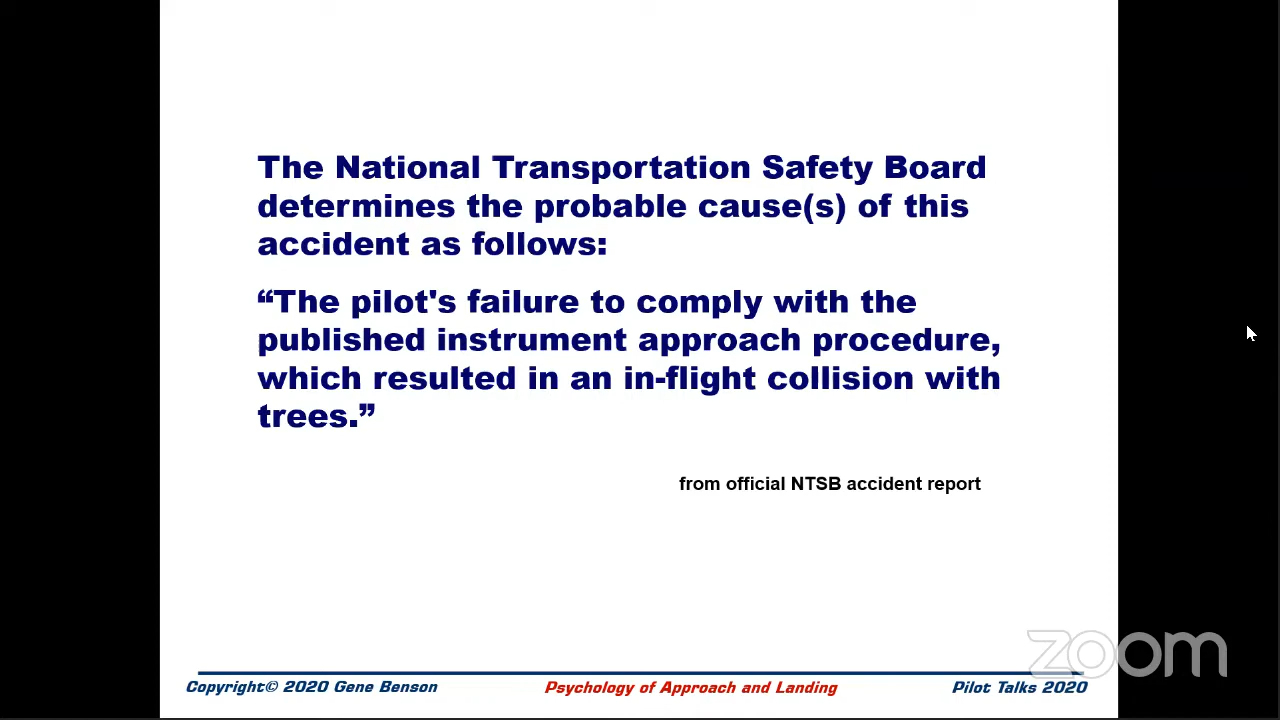 The National Transportation Safety Board
determines the probable cause(s) of this
accident as follows:
“The pilot's failure to comply with the
published instrument approach procedure,
which resulted in an in-flight collision with
trees.”
from official NTSB accident report
zoom
Copyright© 2020 Gene Benson
Psychology of Approach and Landing
Pilot Talks 2020